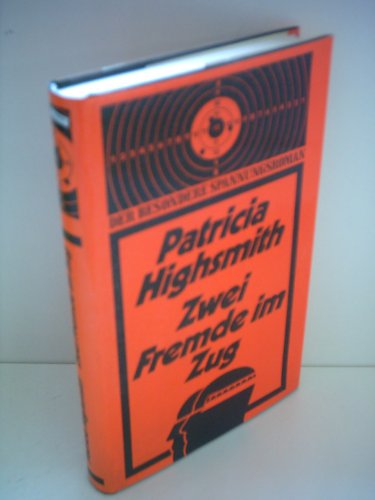 DER BESONDERE SPANNUNGSROMAN
Patricia
Highsmith
Zwei
Fremde im
Zug